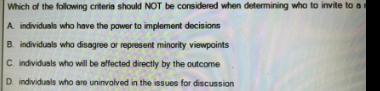 Which of the following criteria should NOT be considered when determining who to invite to a
A. individuals who have the power to implement decisions
B. individuals who disagree or represent minority viewpoints
C. individuals who will be affected directly by the outcome
D. individuals who are uninvolved in the issues for discussion